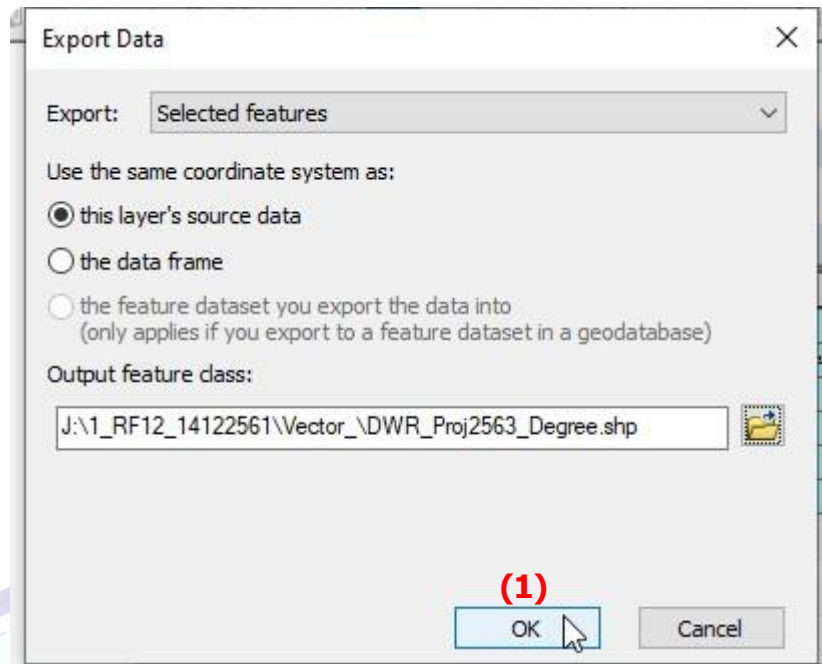 Export Data
Export: Selected features
Use the same coordinate system as:
this layer's source data
the data frame
the feature dataset you export the data into
(only applies if you export to a feature dataset in a geodatabase)
Output feature class:
J:\1_RF12_14122561\Vector_\DWR_Proj2563_Degree.shp
(1)
OK Cancel